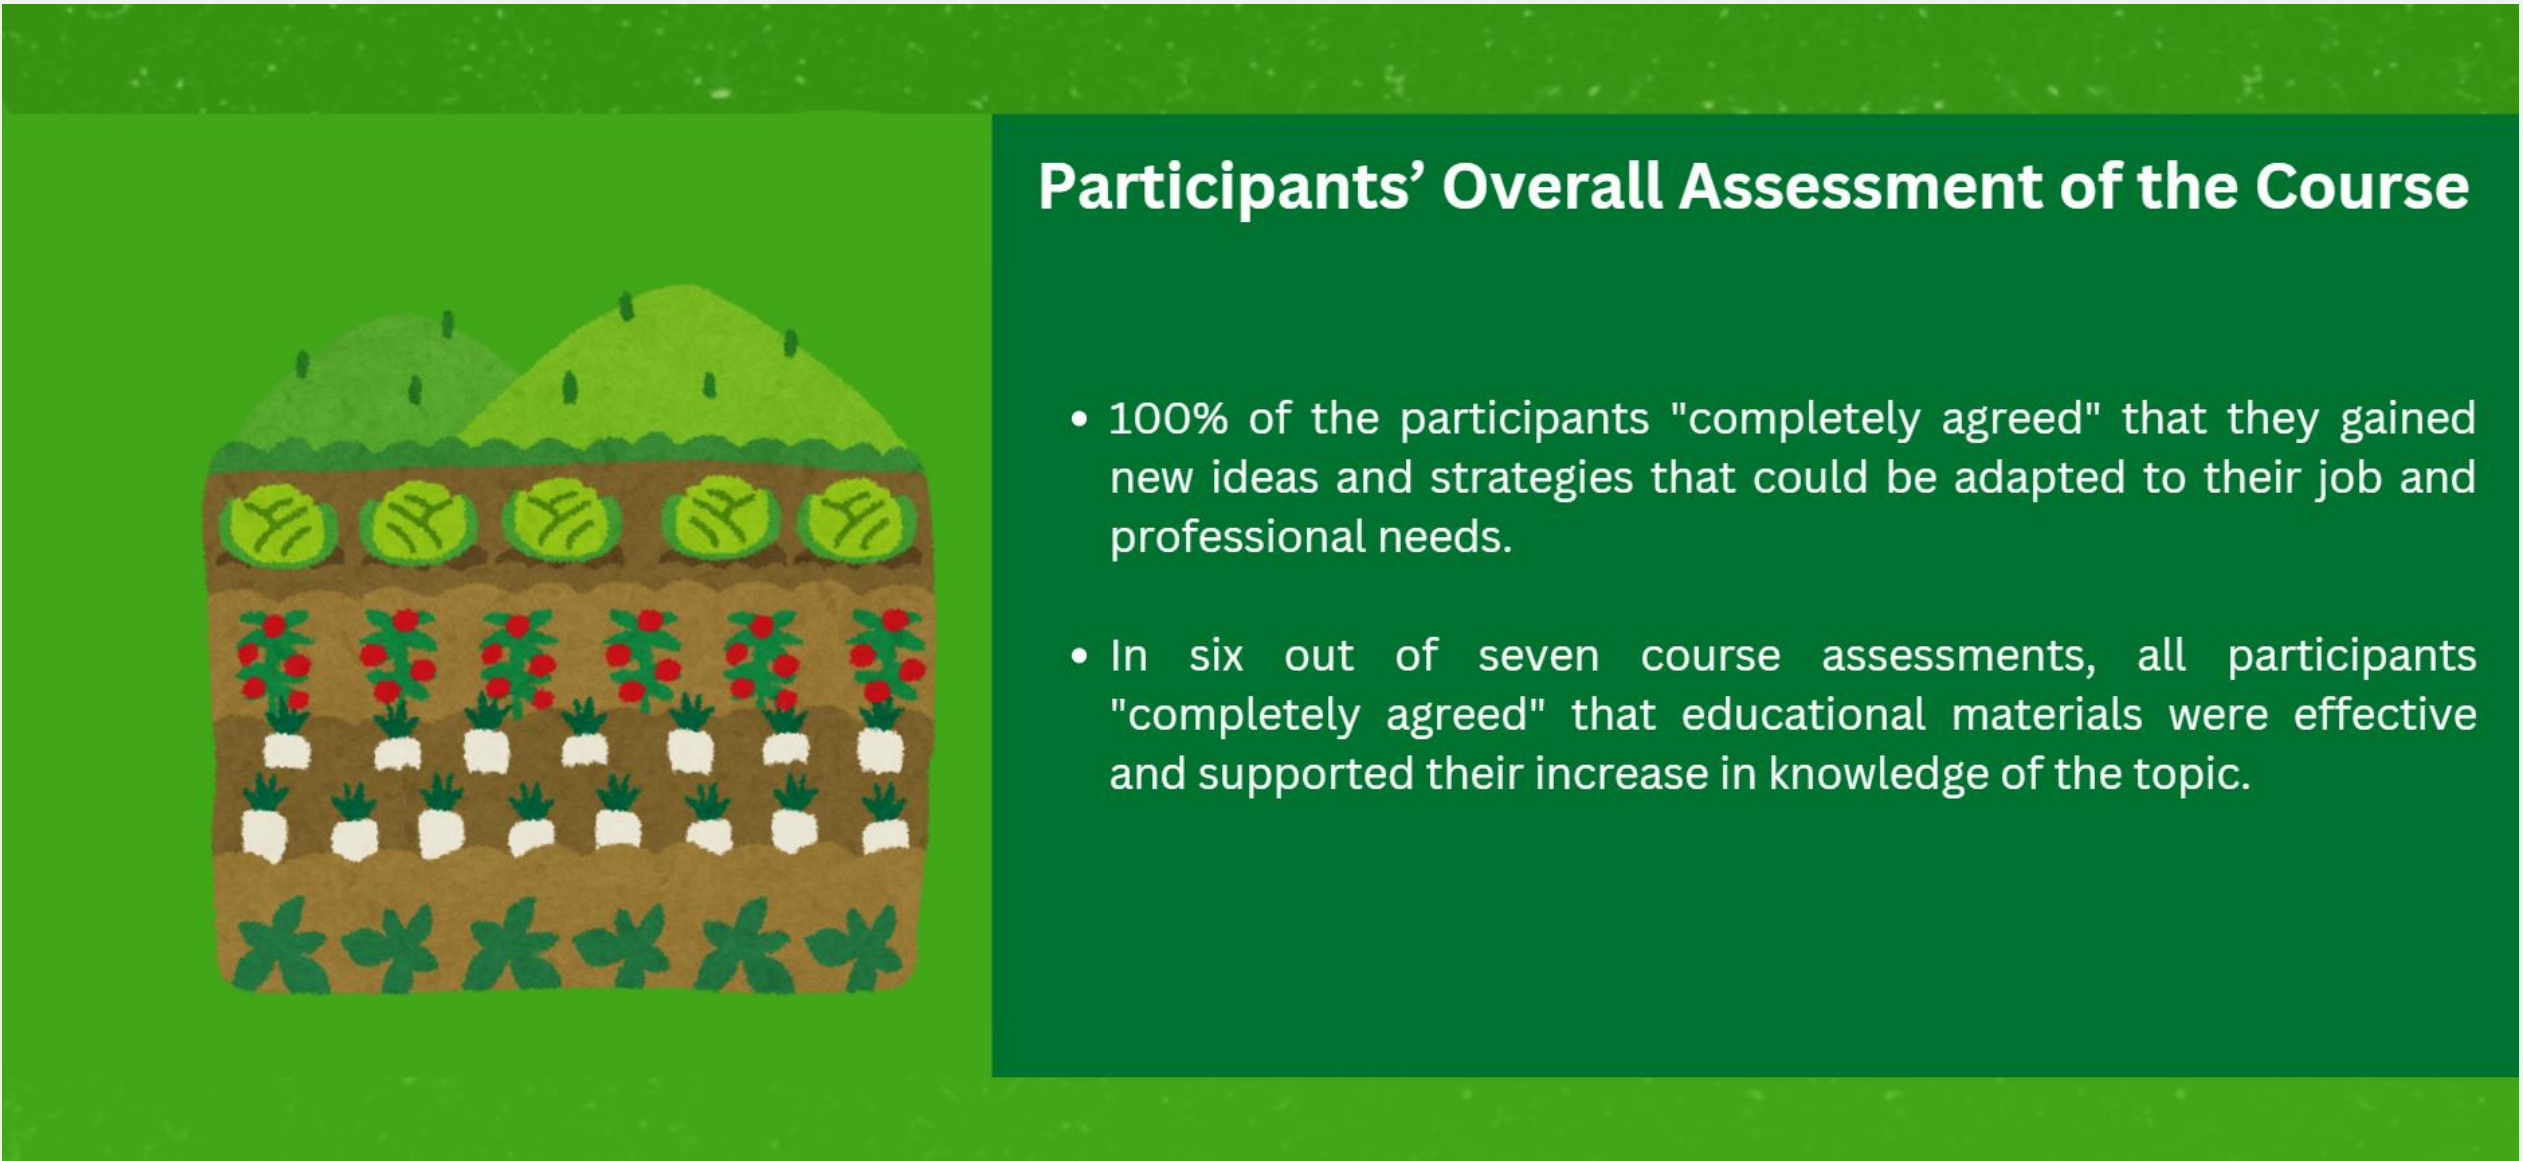 Participants’ Overall Assessment of the Course
• 100% of the participants "completely agreed" that they gained
new ideas and strategies that could be adapted to their job and
professional needs.
• In six out of seven course assessments, all participants
"completely agreed" that educational materials were effective
and supported their increase in knowledge of the topic.